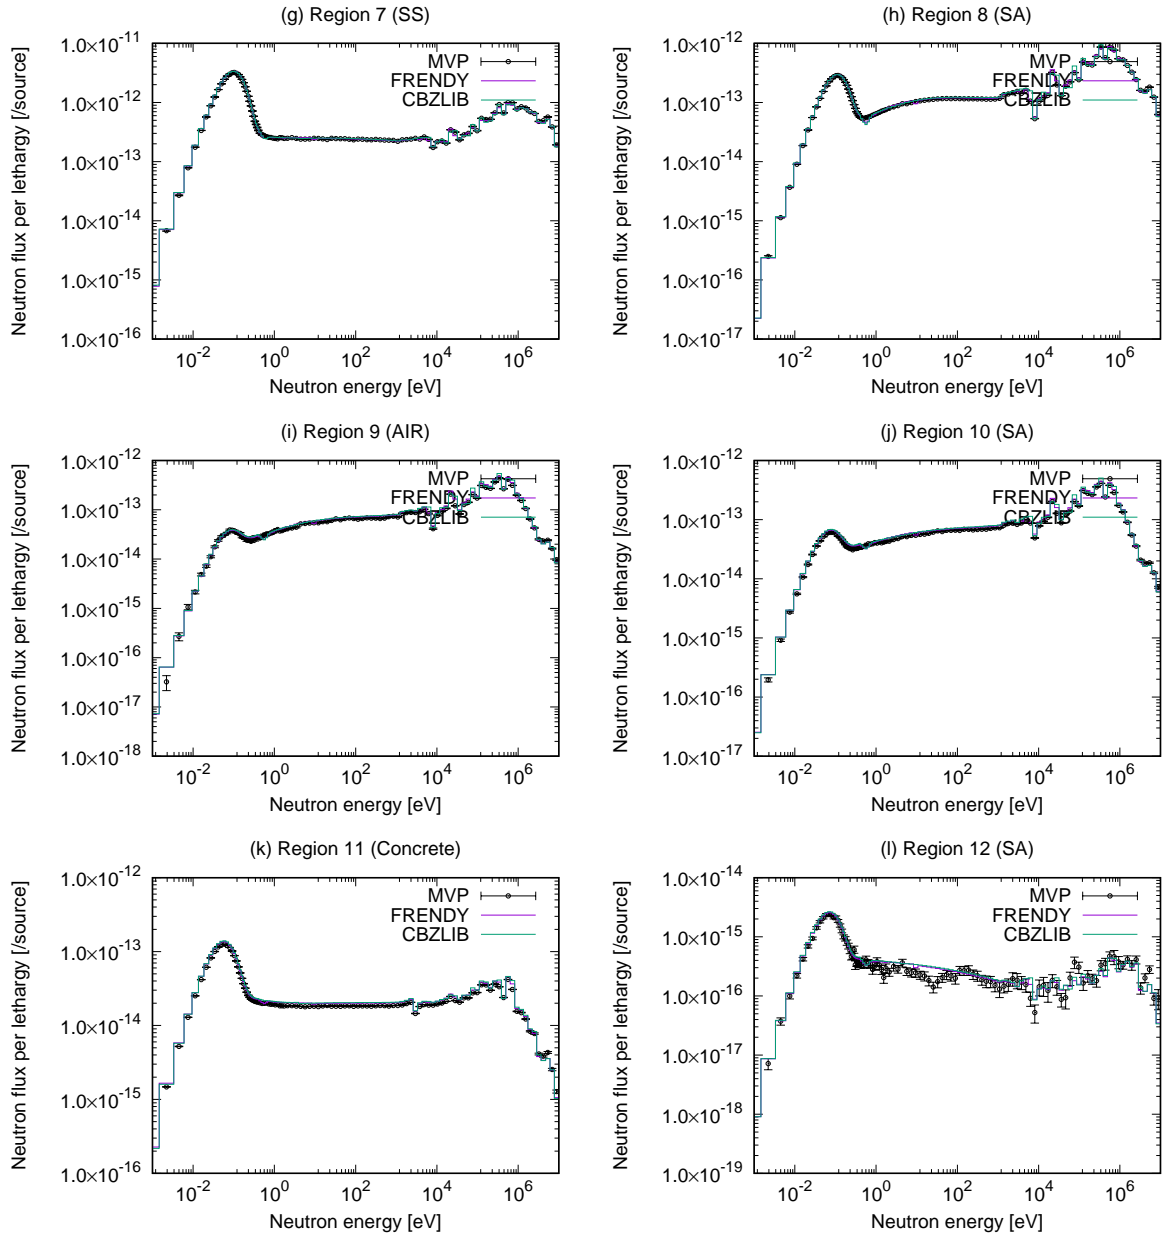 (g) Region 7 (SS)
Neutron flux per lethargy [/source]
1.0×10-11
1.0×10-12
1.0×10-13
1.0×10-14
1.0×10-15
1.0×10-16
MVP
FRENDY
CBZLIB
10-2 100 102 104 106
Neutron energy [eV]
(h) Region 8 (SA)
Neutron flux per lethargy [/source]
1.0×10-12
1.0×10-13
1.0×10-14
1.0×10-15
1.0×10-16
1.0×10-17
MVP
FRENDY
CBZLIB
10-2 100 102 104 106
Neutron energy [eV]
(i) Region 9 (AIR)
Neutron flux per lethargy [/source]
1.0×10-12
1.0×10-13
1.0×10-14
1.0×10-15
1.0×10-16
1.0×10-17
1.0×10-18
MVP
FRENDY
CBZLIB
10-2 100 102 104 106
Neutron energy [eV]
(j) Region 10 (SA)
Neutron flux per lethargy [/source]
1.0×10-12
1.0×10-13
1.0×10-14
1.0×10-15
1.0×10-16
1.0×10-17
MVP
FRENDY
CBZLIB
10-2 100 102 104 106
Neutron energy [eV]
(k) Region 11 (Concrete)
Neutron flux per lethargy [/source]
1.0×10-12
1.0×10-13
1.0×10-14
1.0×10-15
1.0×10-16
MVP
FRENDY
CBZLIB
10-2 100 102 104 106
Neutron energy [eV]
(l) Region 12 (SA)
Neutron flux per lethargy [/source]
1.0×10-14
1.0×10-15
1.0×10-16
1.0×10-17
1.0×10-18
1.0×10-19
MVP
FRENDY
CBZLIB
10-2 100 102 104 106
Neutron energy [eV]